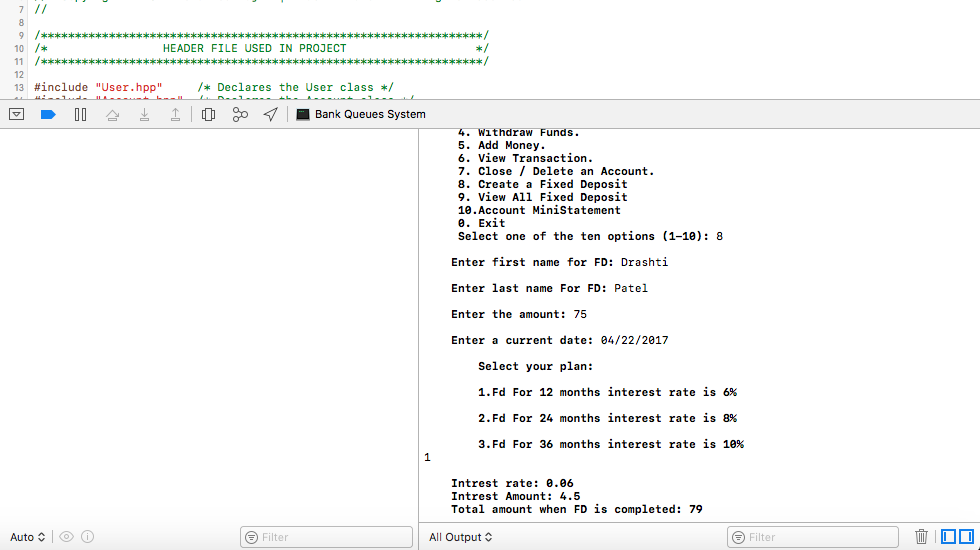 7 //
8
9 /*****************************************************************/
10 /* HEADER FILE USED IN PROJECT */
11 /*****************************************************************/
12
13 #include "User.hpp" /* Declares the User class */
Bank Queues System
4. Withdraw Funds.
5. Add Money.
6. View Transaction.
7. Close / Delete an Account.
8. Create a Fixed Deposit
9. View All Fixed Deposit
10.Account MiniStatement
0. Exit
Select one of the ten options (1-10): 8
Enter first name for FD: Drashti
Enter last name For FD: Patel
Enter the amount: 75
Enter a current date: 04/22/2017
Select your plan:
1.Fd For 12 months interest rate is 6%
2.Fd For 24 months interest rate is 8%
3.Fd For 36 months interest rate is 10%
1
Intrest rate: 0.06
Intrest Amount: 4.5
Total amount when FD is completed: 79
Auto
Filter
All Output
Filter